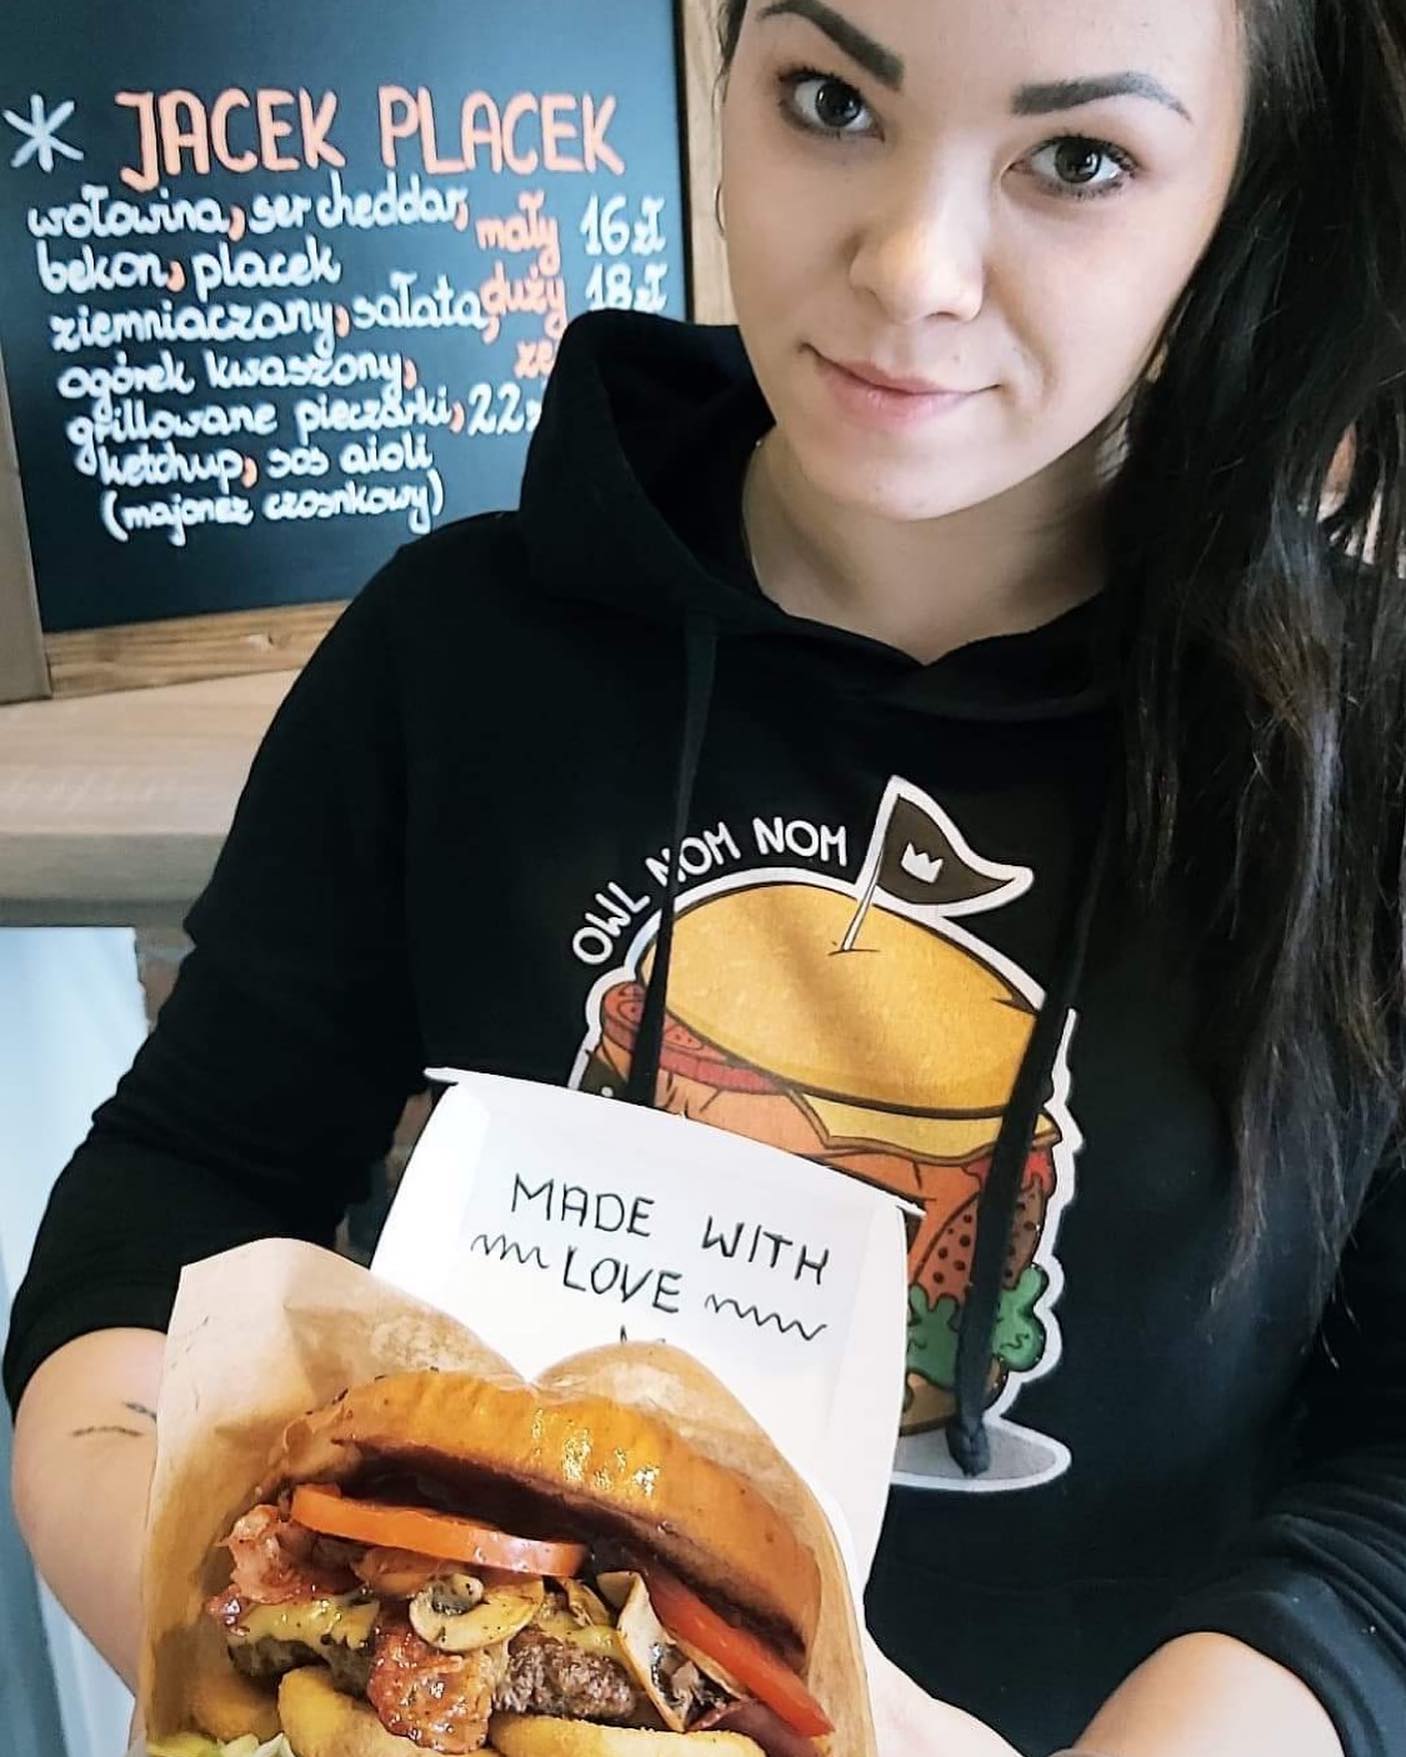 * JACEK PLACEK
wołowina, ser cheddar, mały 16 zł
bekon, placek
ziemniaczany, sałata, duży 18 zł
ogórek kwaszony,
grillowane pieczarki, 22
ketchup, sos aioli
(majonez czosnkowy)
OWL NOM NOM
MADE WITH
LOVE